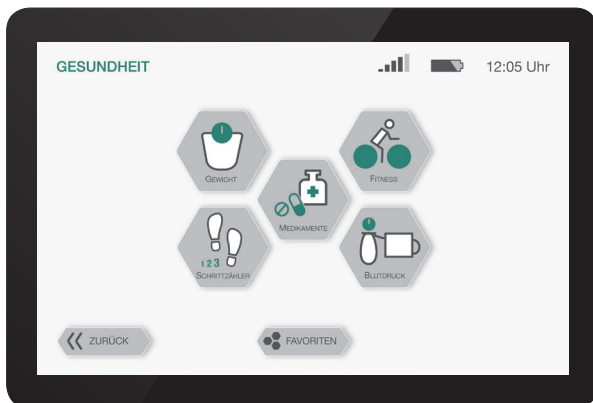 GESUNDHEIT
12:05 Uhr
GEWICHT
FITNESS
MEDIKAMENTE
1 2 3
SCHRITTZÄHLER
BLUTDRUCK
ZURÜCK
FAVORITEN